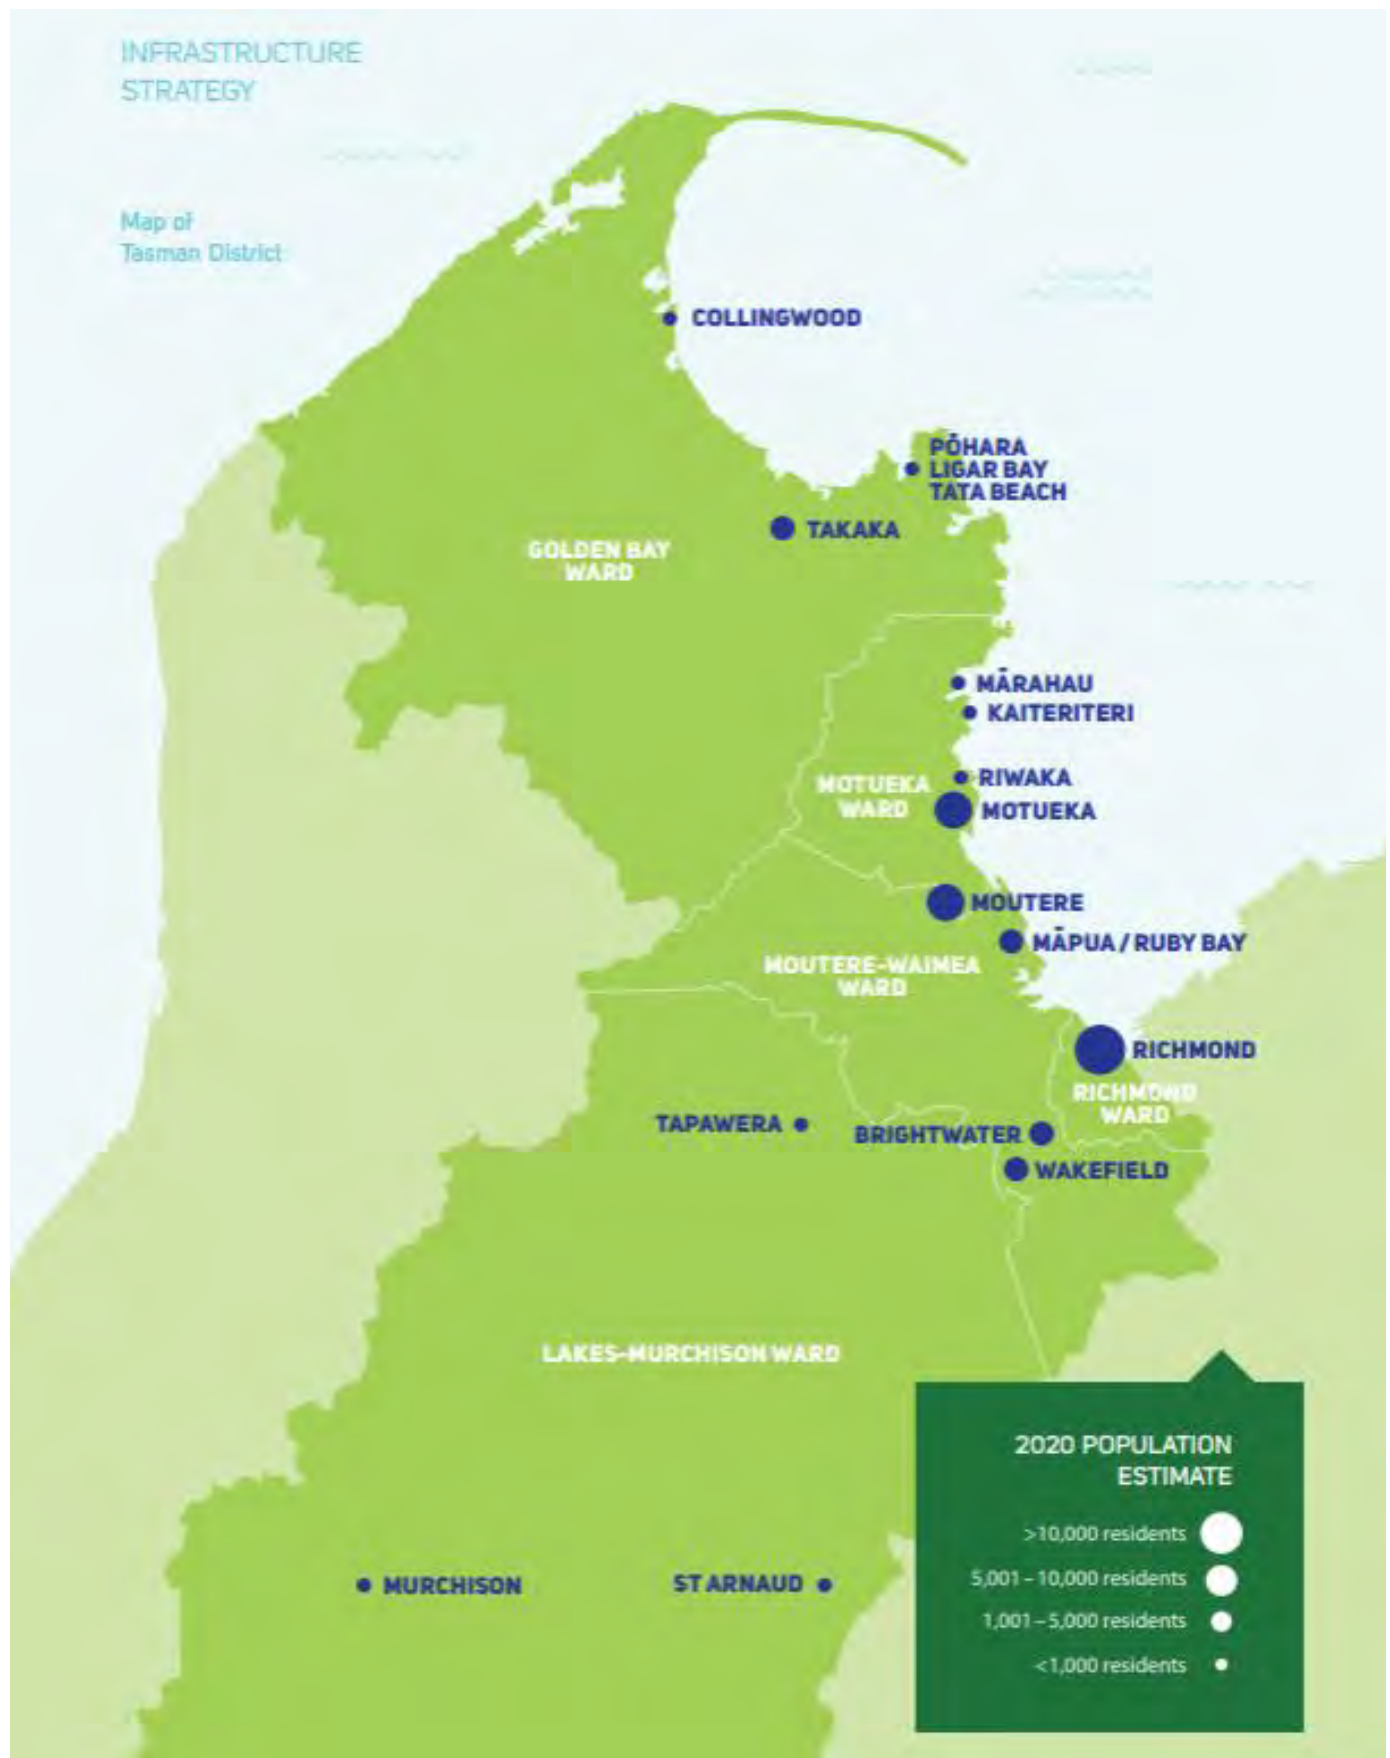 INFRASTRUCTURE
STRATEGY
Map of
Tasman District
COLLINGWOOD
PŌHARA
LIGAR BAY
TATA BEACH
TAKAKA
GOLDEN BAY
WARD
MĀRAHAU
KAITERITERI
RIWAKA
MOTUEKA
WARD
MOTUEKA
MOUTERE
MĀPUA / RUBY BAY
MOUTERE-WAIMEA
WARD
RICHMOND
RICHMOND
WARD
TAPAWERA
BRIGHTWATER
WAKEFIELD
LAKES-MURCHISON WARD
2020 POPULATION
ESTIMATE
>10,000 residents
5,001 – 10,000 residents
1,001 – 5,000 residents
<1,000 residents
MURCHISON
ST ARNAUD